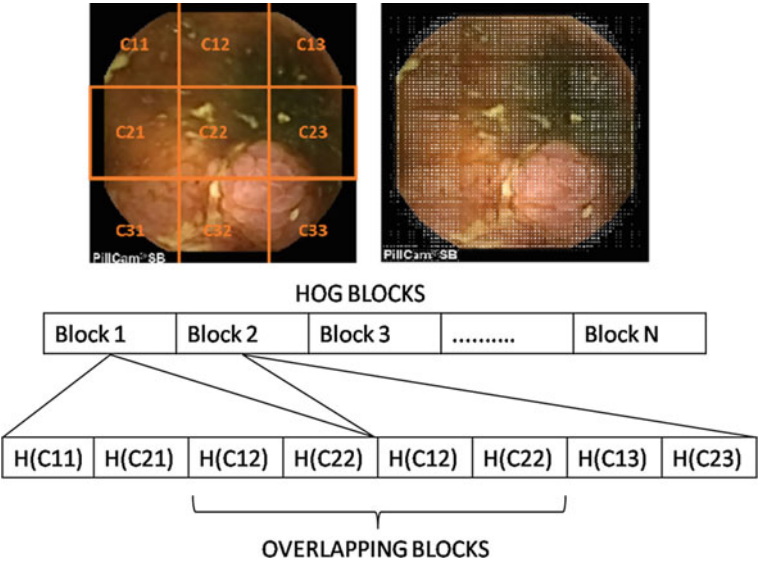 C11 C12 C13
C21 C22 C23
C31 C32 C33
PillCam SB
PillCam SB
HOG BLOCKS
Block 1 Block 2 Block 3 .......... Block N
H(C11) H(C21) H(C12) H(C22) H(C12) H(C22) H(C13) H(C23)
OVERLAPPING BLOCKS